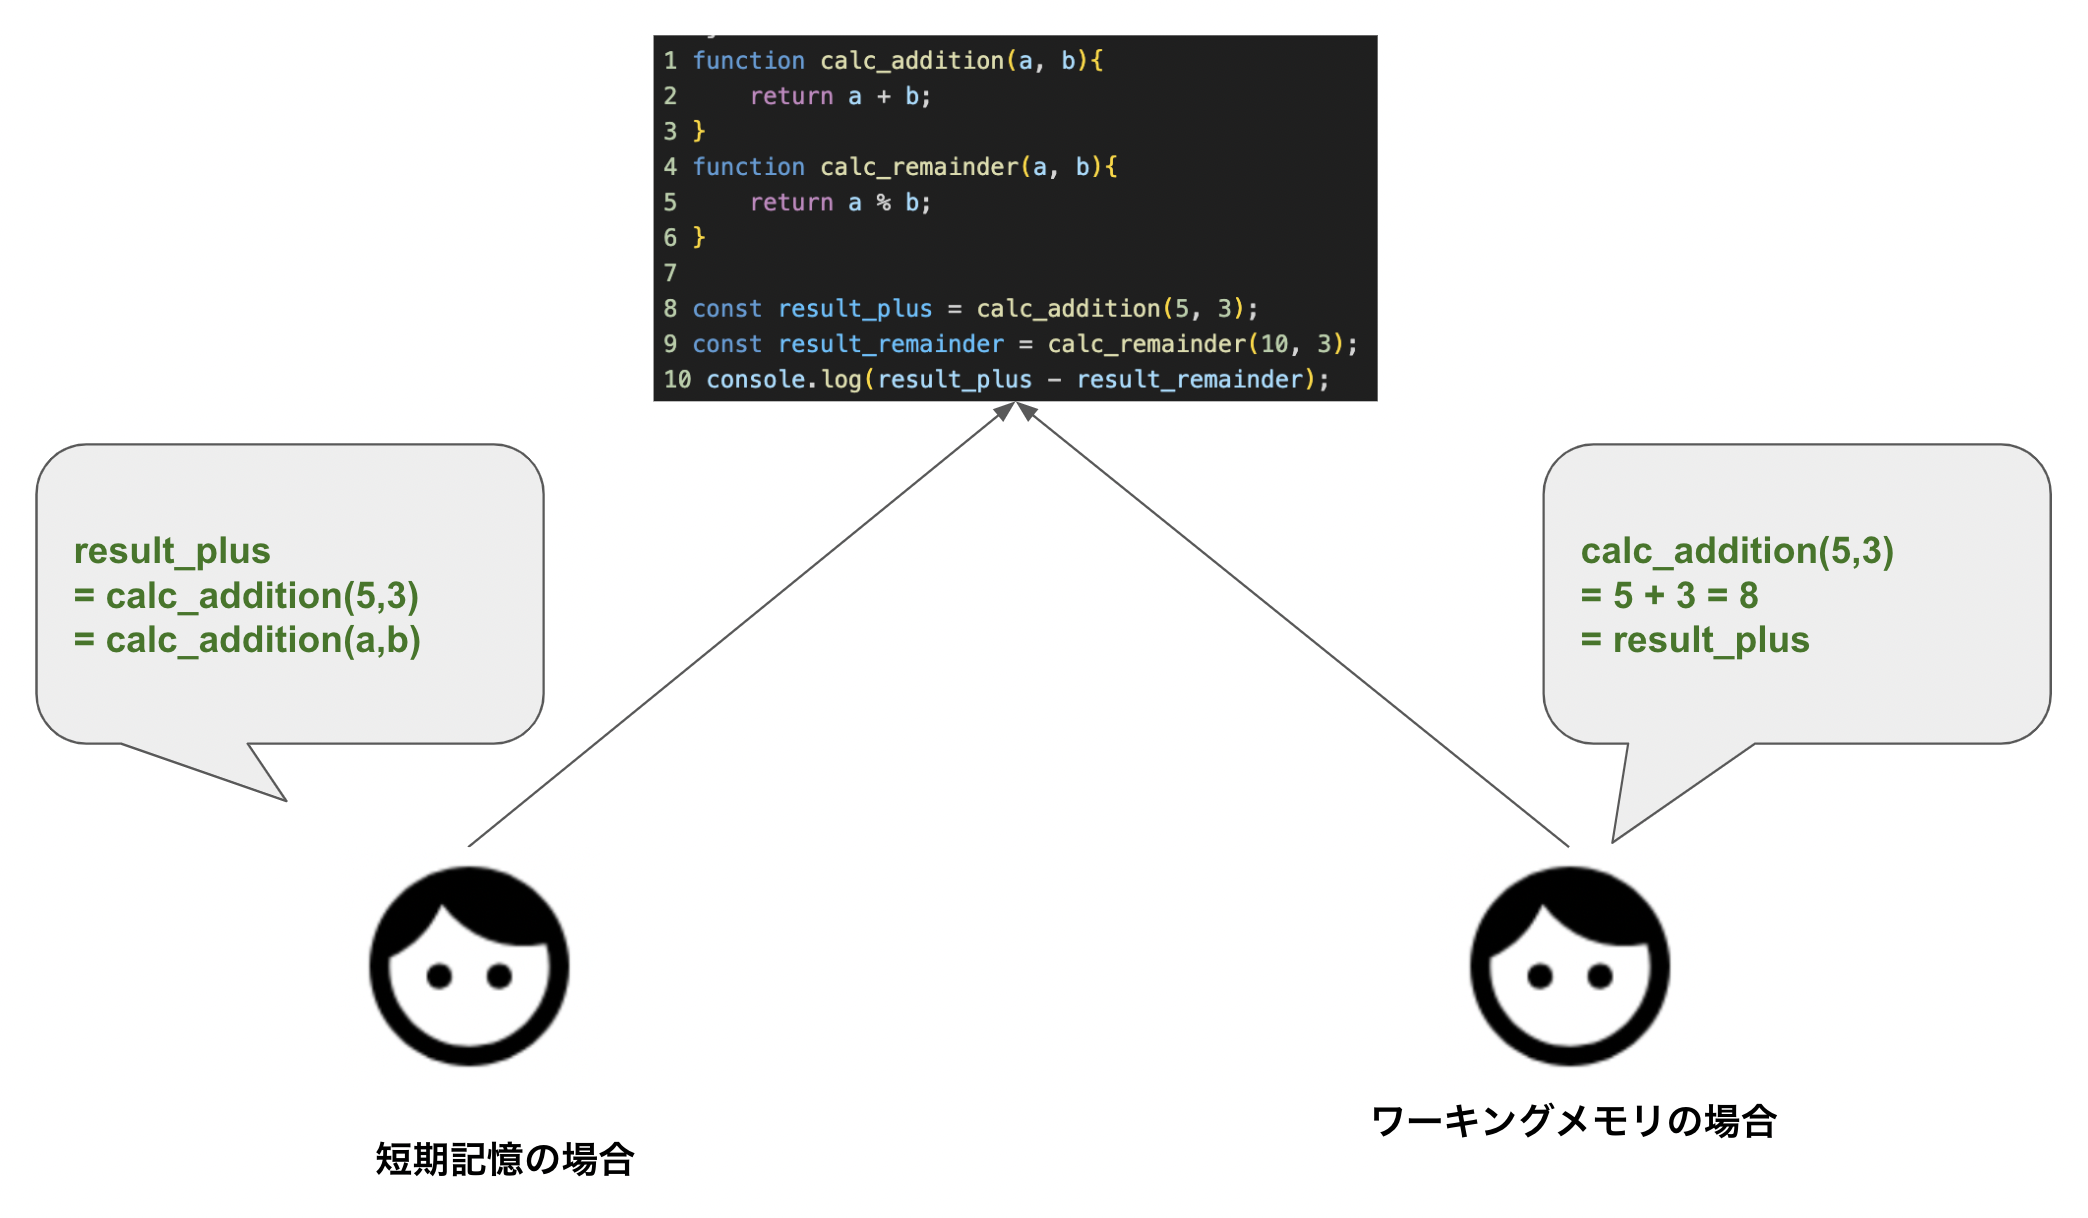 1 function calc_addition(a, b){
2     return a + b;
3 }
4 function calc_remainder(a, b){
5     return a % b;
6 }
7
8 const result_plus = calc_addition(5, 3);
9 const result_remainder = calc_remainder(10, 3);
10 console.log(result_plus - result_remainder);
result_plus
= calc_addition(5,3)
= calc_addition(a,b)
calc_addition(5,3)
= 5 + 3 = 8
= result_plus
短期記憶の場合
ワーキングメモリの場合